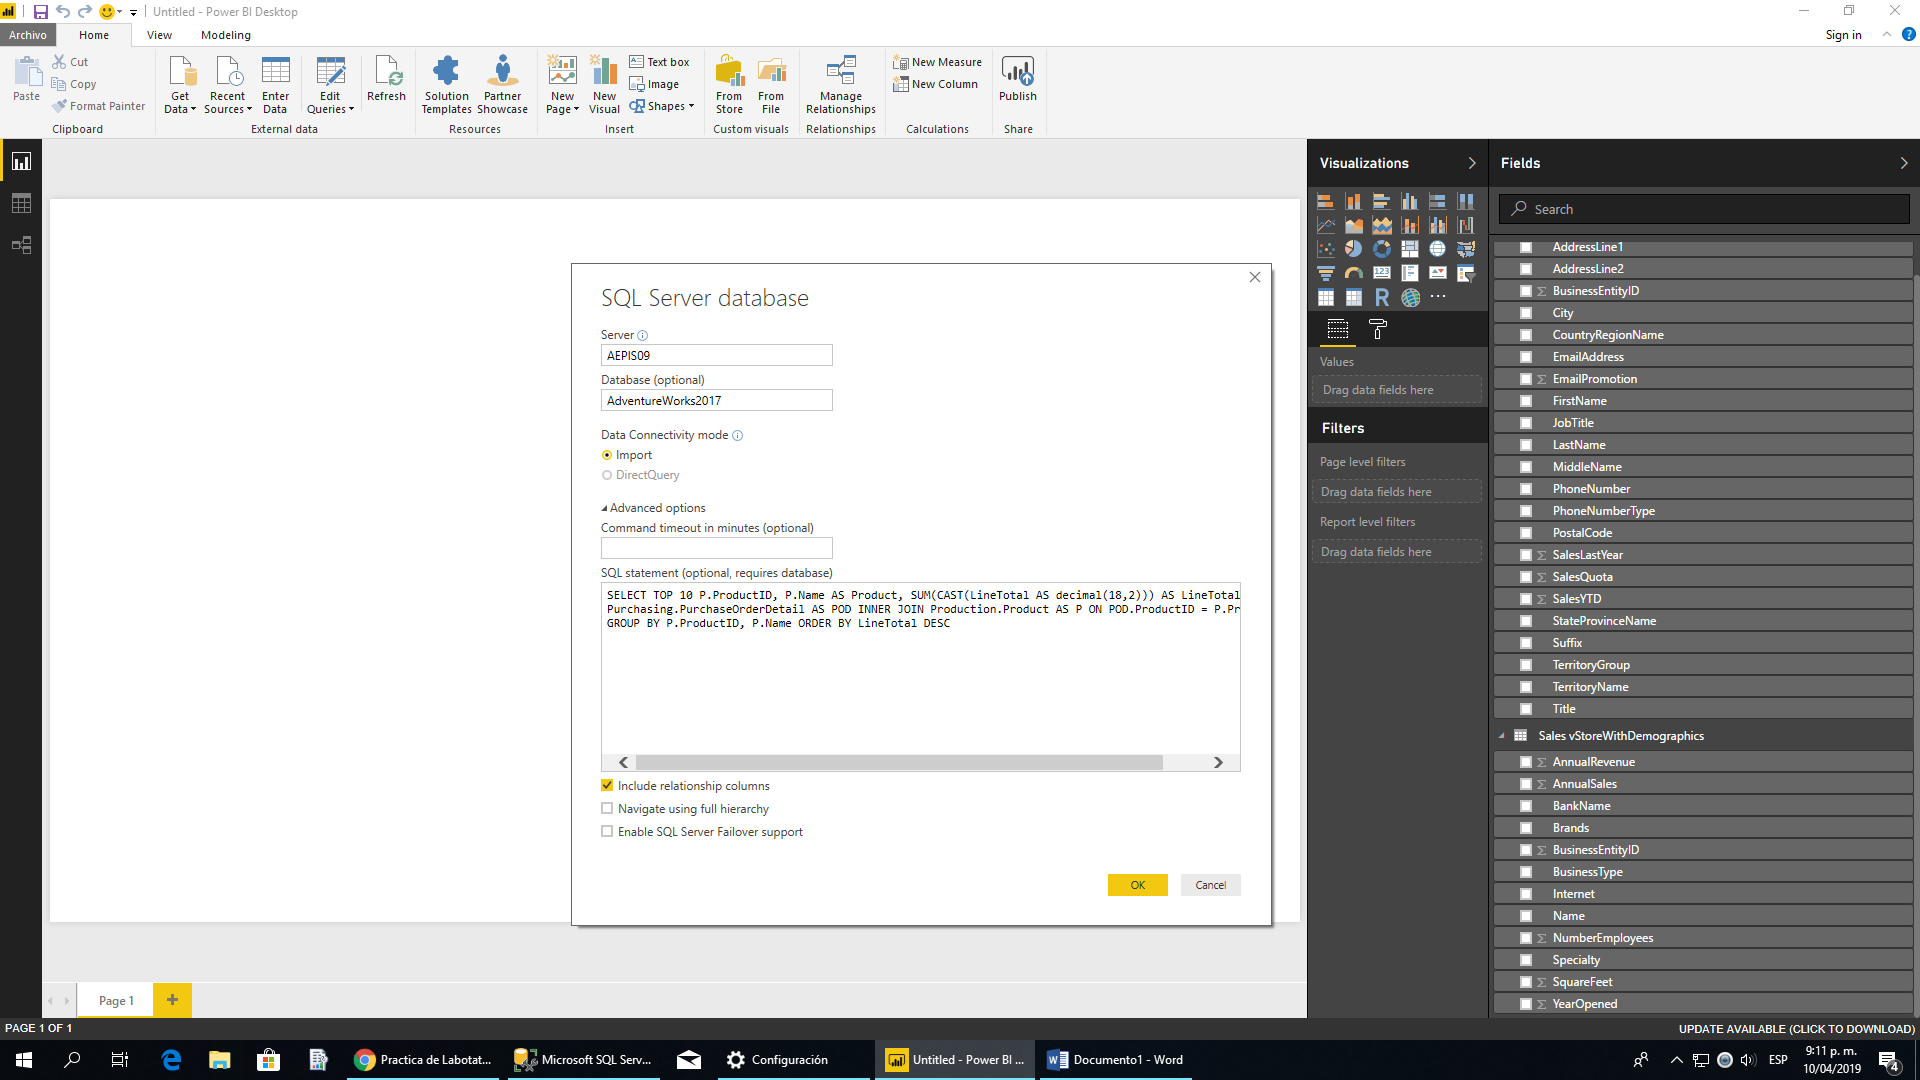 Untitled - Power BI Desktop
Archivo
Home
View
Modeling
Sign in
Paste
Cut
Copy
Format Painter
Clipboard
Get Data
Recent Sources
Enter Data
Edit Queries
Refresh
External data
Solution Templates
Partner Showcase
Resources
New Page
New Visual
Text box
Image
Shapes
Insert
From Store
From File
Custom visuals
Manage Relationships
Relationships
New Measure
New Column
Calculations
Publish
Share
SQL Server database
Server
AEPIS09
Database (optional)
AdventureWorks2017
Data Connectivity mode
Import
DirectQuery
Advanced options
Command timeout in minutes (optional)
SQL statement (optional, requires database)
SELECT TOP 10 P.ProductID, P.Name AS Product, SUM(CAST(LineTotal AS decimal(18,2))) AS LineTotal
Purchasing.PurchaseOrderDetail AS POD INNER JOIN Production.Product AS P ON POD.ProductID = P.Pr
GROUP BY P.ProductID, P.Name ORDER BY LineTotal DESC
Include relationship columns
Navigate using full hierarchy
Enable SQL Server Failover support
OK
Cancel
Visualizations
123
R
Values
Drag data fields here
Filters
Page level filters
Drag data fields here
Report level filters
Drag data fields here
Fields
Search
AddressLine1
AddressLine2
BusinessEntityID
City
CountryRegionName
EmailAddress
EmailPromotion
FirstName
JobTitle
LastName
MiddleName
PhoneNumber
PhoneNumberType
PostalCode
SalesLastYear
SalesQuota
SalesYTD
StateProvinceName
Suffix
TerritoryGroup
TerritoryName
Title
Sales vStoreWithDemographics
AnnualRevenue
AnnualSales
BankName
Brands
BusinessEntityID
BusinessType
Internet
Name
NumberEmployees
Specialty
SquareFeet
YearOpened
Page 1
PAGE 1 OF 1
UPDATE AVAILABLE (CLICK TO DOWNLOAD)
Practica de Labotat...
Microsoft SQL Serv...
Configuración
Untitled - Power BI ...
Documento1 - Word
ESP
9:11 p. m.
10/04/2019
4